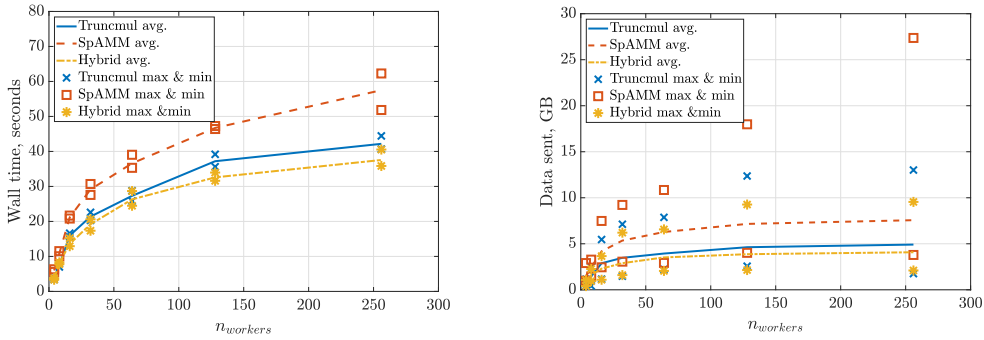 80
70
60
50
40
30
20
10
0
Wall time, seconds
Truncmul avg.
SpAMM avg.
Hybrid avg.
Truncmul max & min
SpAMM max & min
Hybrid max &min
0 50 100 150 200 250 300
n_workers
30
25
20
15
10
5
0
Data sent, GB
Truncmul avg.
SpAMM avg.
Hybrid avg.
Truncmul max & min
SpAMM max & min
Hybrid max &min
0 50 100 150 200 250 300
n_workers